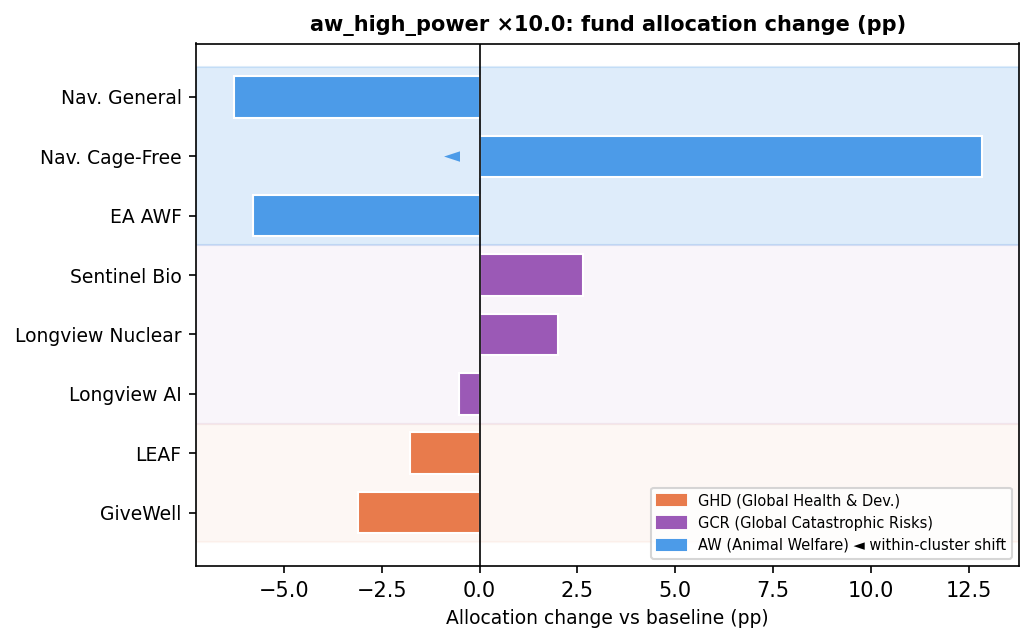 aw_high_power ×10.0: fund allocation change (pp)
Nav. General
Nav. Cage-Free
◄
EA AWF
Sentinel Bio
Longview Nuclear
Longview AI
LEAF
GiveWell
GHD (Global Health & Dev.)
GCR (Global Catastrophic Risks)
AW (Animal Welfare) ◄ within-cluster shift
−5.0 −2.5 0.0 2.5 5.0 7.5 10.0 12.5
Allocation change vs baseline (pp)